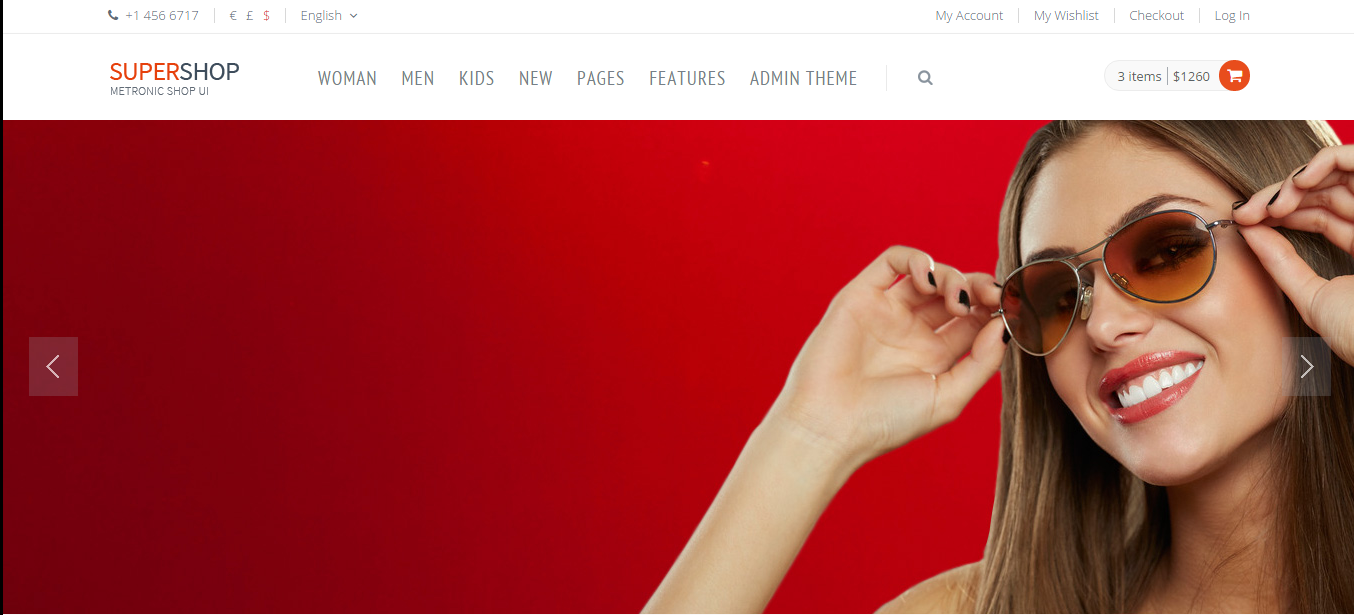 +1 456 6717 € £ $ English My Account My Wishlist Checkout Log In
SUPERSHOP
METRONIC SHOP UI
WOMAN MEN KIDS NEW PAGES FEATURES ADMIN THEME
3 items $1260